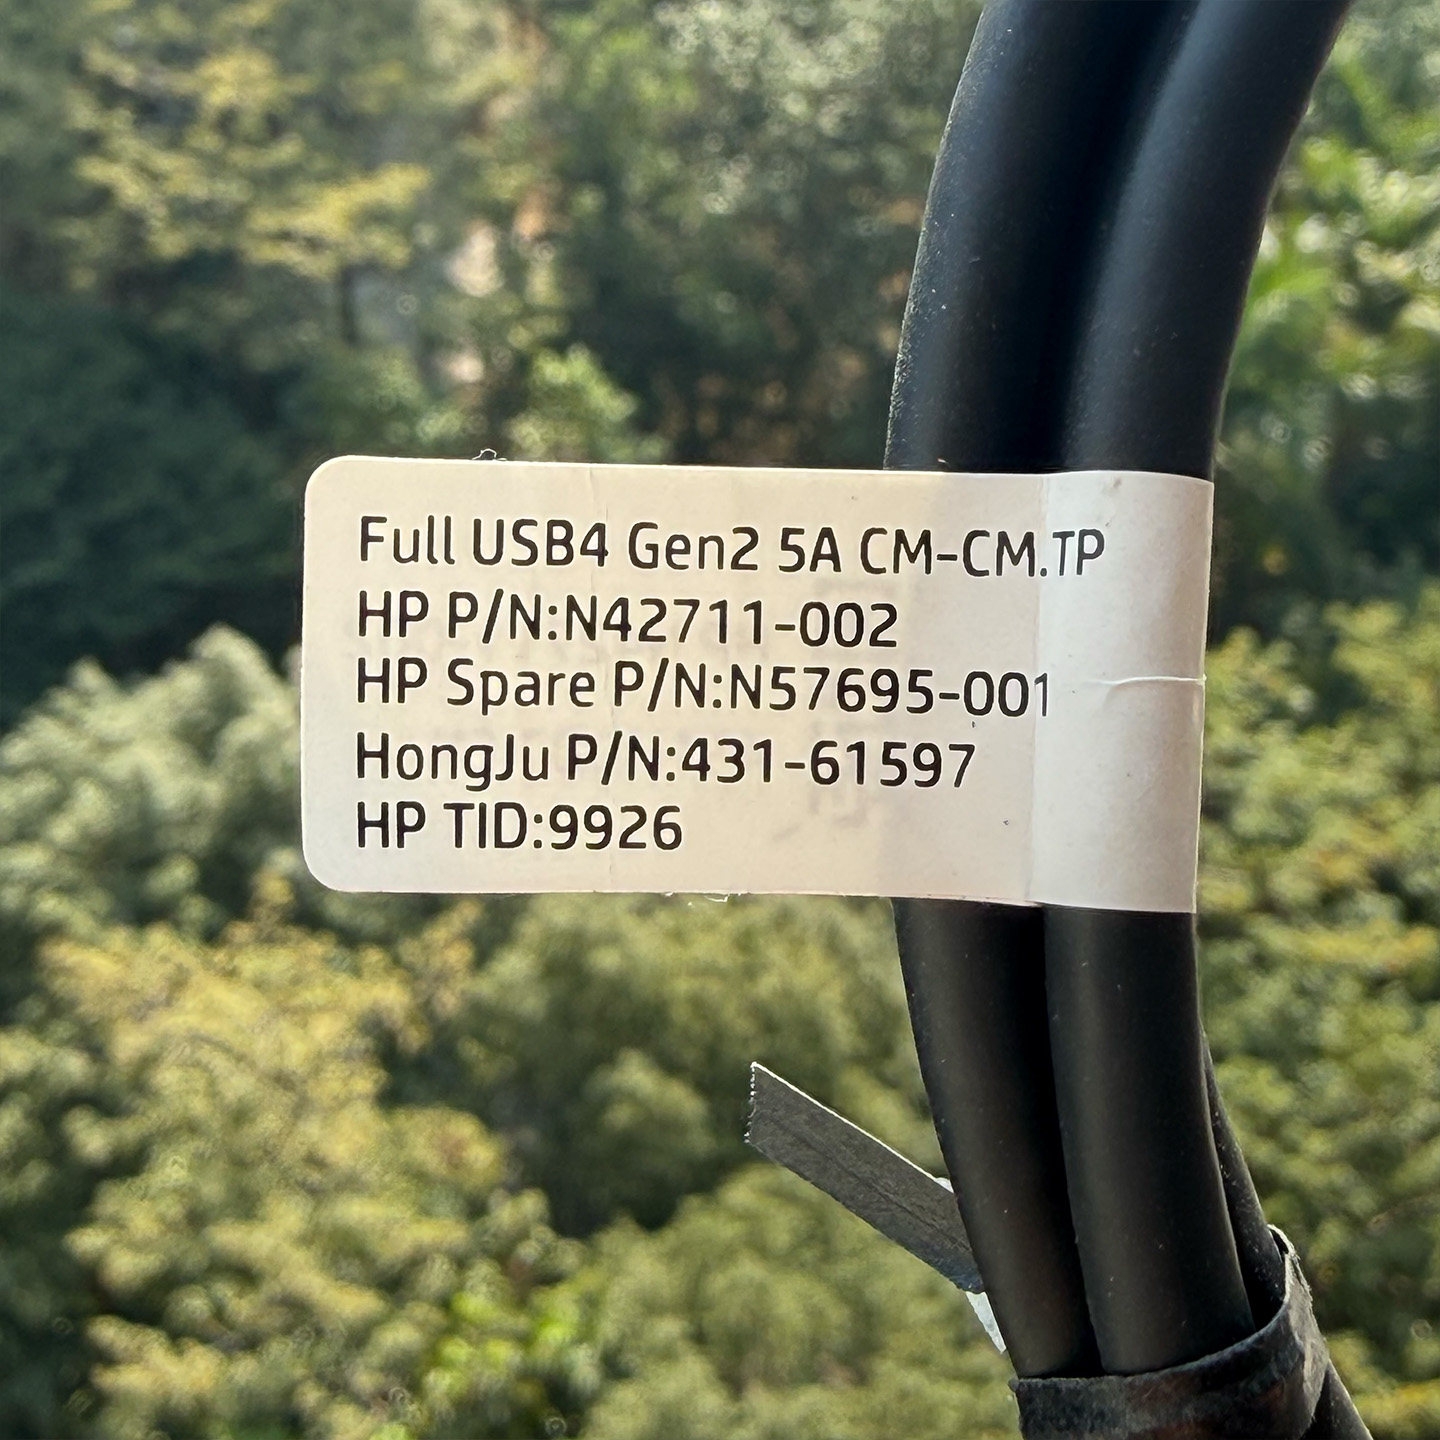 Full USB4 Gen2 5A CM-CM.TP
HP P/N:N42711-002
HP Spare P/N:N57695-001
HongJu P/N:431-61597
HP TID:9926